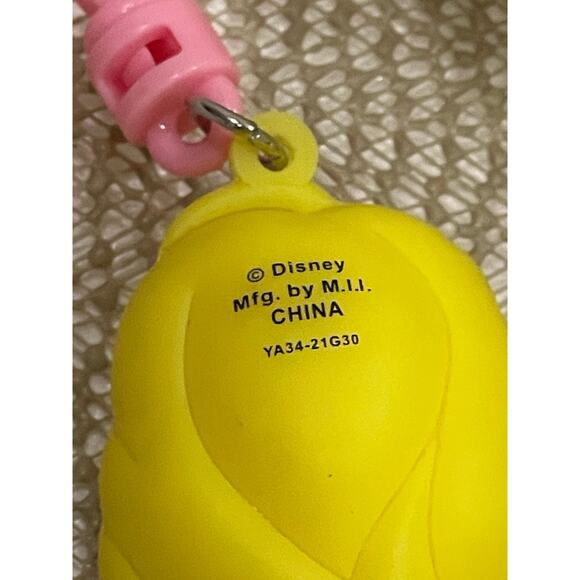 © Disney
Mfg. by M.I.I.
CHINA
YA34-21G30